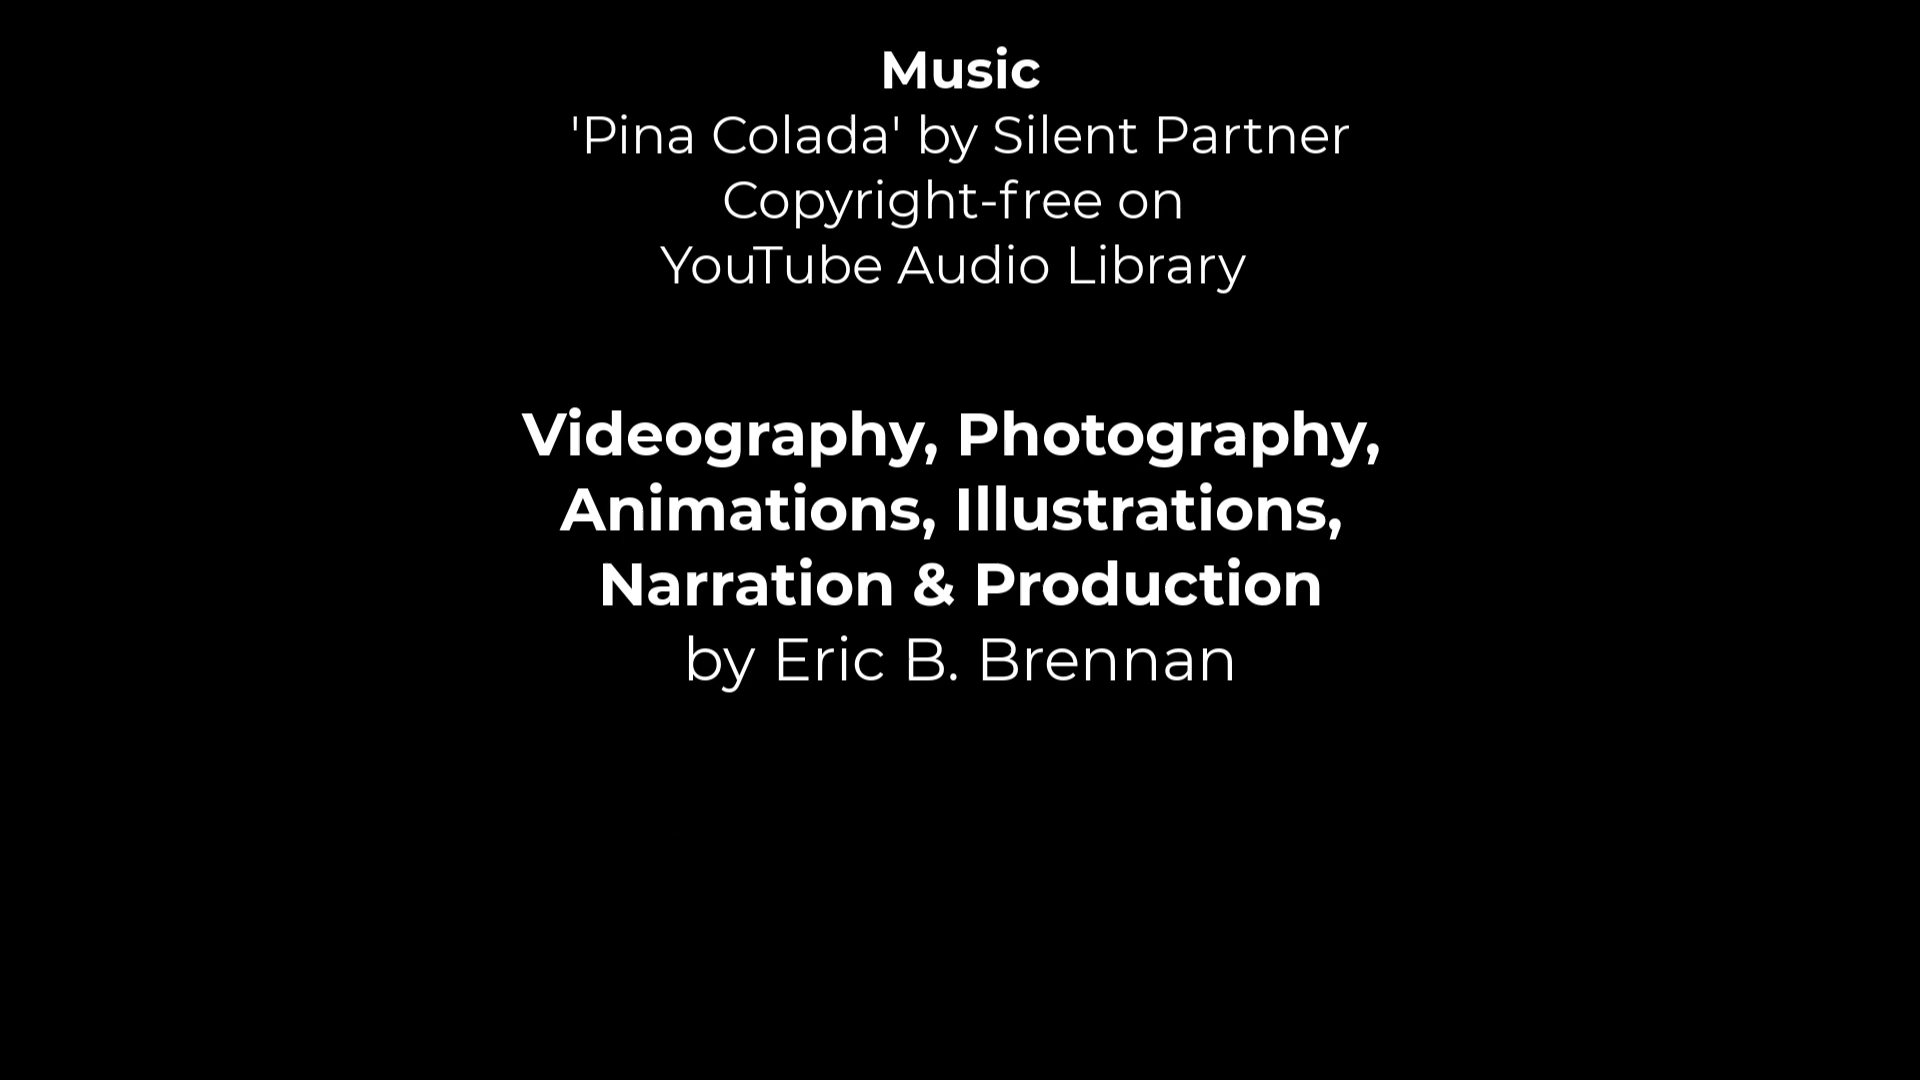 Music
'Pina Colada' by Silent Partner
Copyright-free on
YouTube Audio Library
Videography, Photography,
Animations, Illustrations,
Narration & Production
by Eric B. Brennan